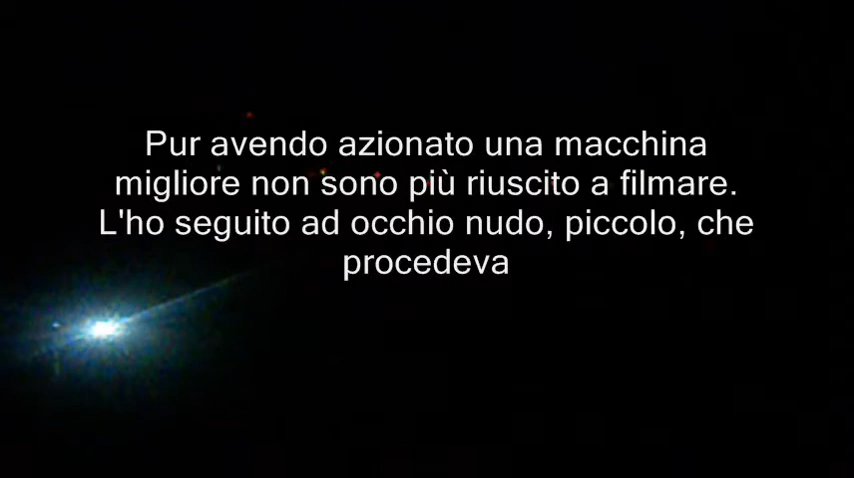 Pur avendo azionato una macchina
migliore non sono più riuscito a filmare.
L'ho seguito ad occhio nudo, piccolo, che
procedeva